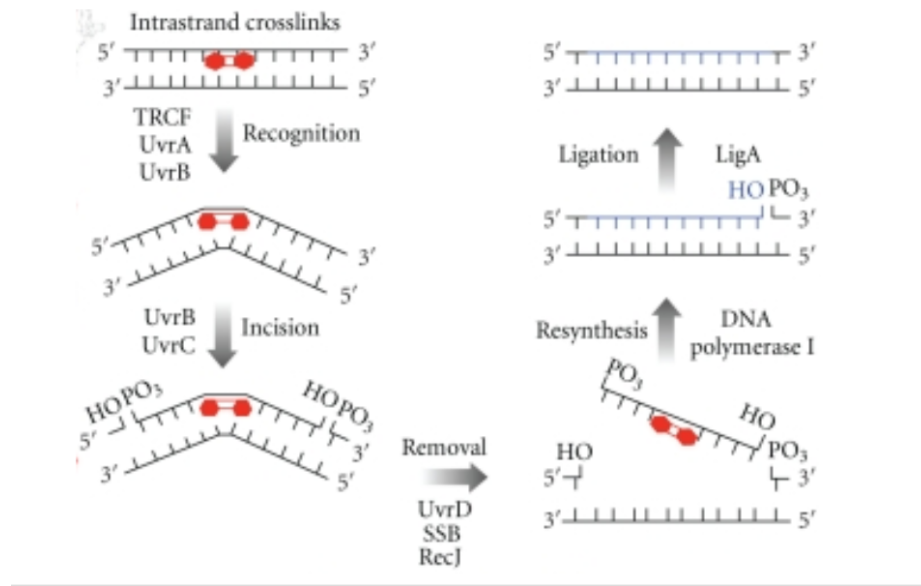 Intrastrand crosslinks
5′ 3′
3′ 5′
TRCF
UvrA
UvrB
Recognition
5′ 3′
3′ 5′
UvrB
UvrC
Incision
HO PO3 HO PO3
5′ 3′
3′ 5′
Removal
UvrD
SSB
RecJ
PO3
HO
HO PO3
5′ 3′
3′ 5′
Resynthesis
DNA
polymerase I
HO PO3
5′ 3′
3′ 5′
Ligation LigA
5′ 3′
3′ 5′